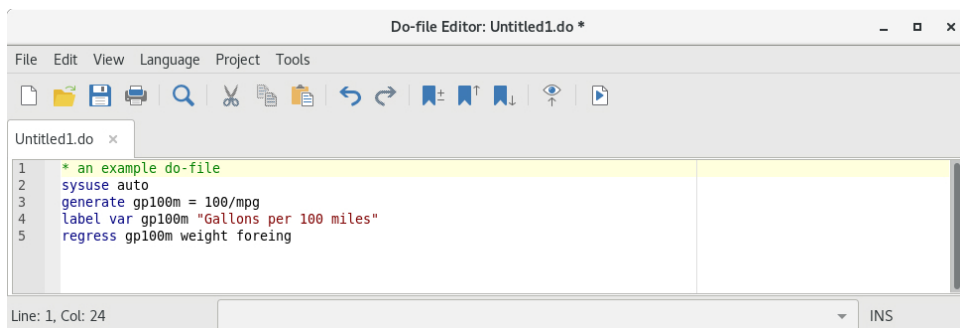 Do-file Editor: Untitled1.do *
File Edit View Language Project Tools
Untitled1.do ×
1 * an example do-file
2 sysuse auto
3 generate gp100m = 100/mpg
4 label var gp100m "Gallons per 100 miles"
5 regress gp100m weight foreing
Line: 1, Col: 24 INS